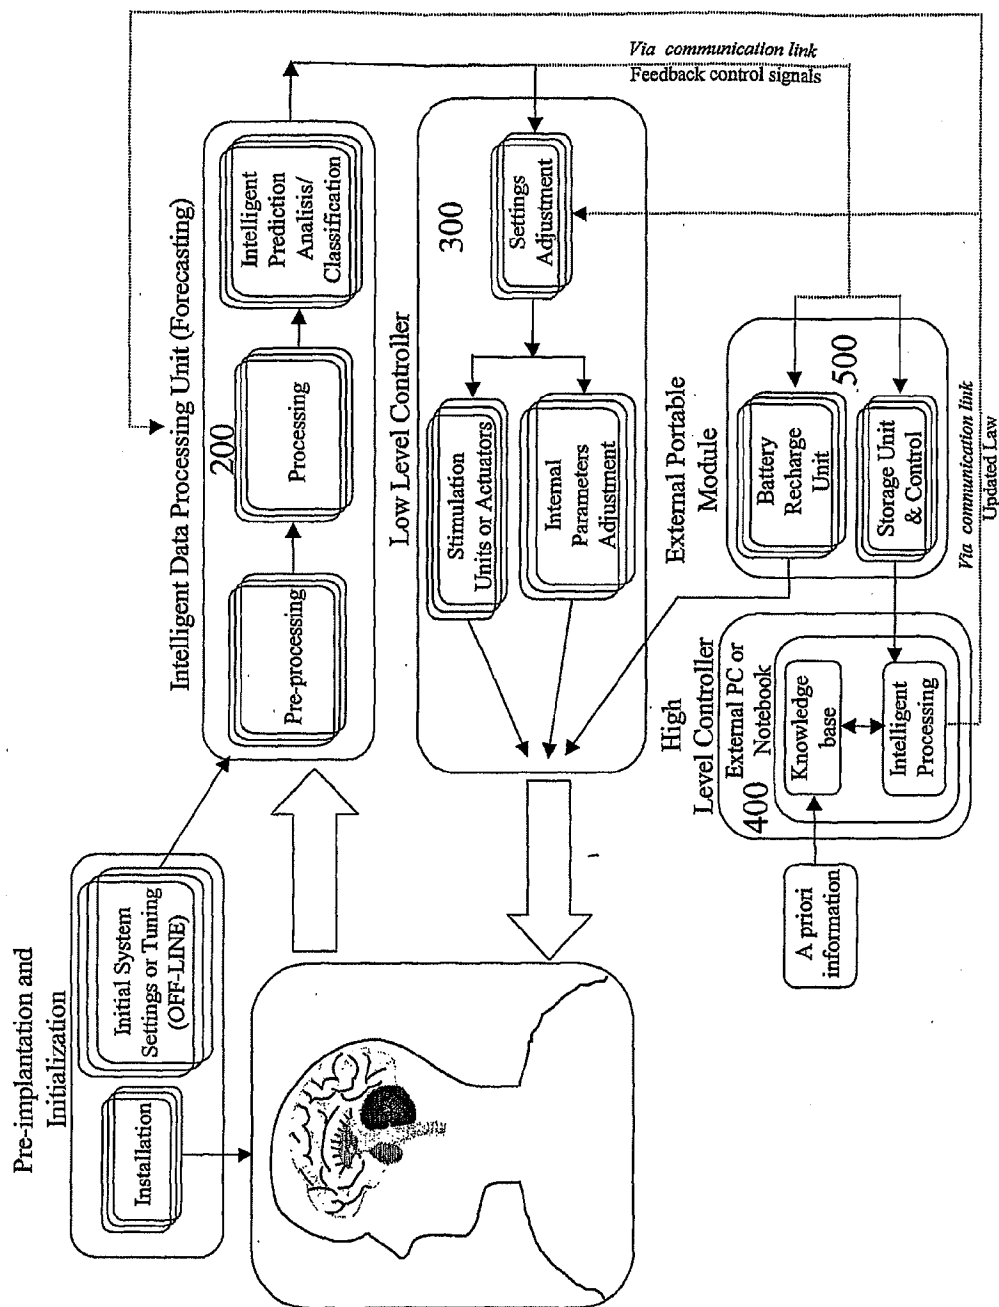 Pre-implantation and
Initialization
Installation
Initial System
Settings or Tuning
(OFF-LINE)
Intelligent Data Processing Unit (Forecasting)
200
Pre-processing
Processing
Intelligent
Prediction
Analisis/
Classification
Via communication link
Feedback control signals
Low Level Controller
300
Settings
Adjustment
Stimulation
Units or Actuators
Internal
Parameters
Adjustment
External Portable
Module
500
Battery
Recharge
Unit
Storage Unit
& Control
High
Level Controller
400
External PC or
Notebook
Knowledge
base
Intelligent
Processing
A priori
information
Via communication link
Updated Law